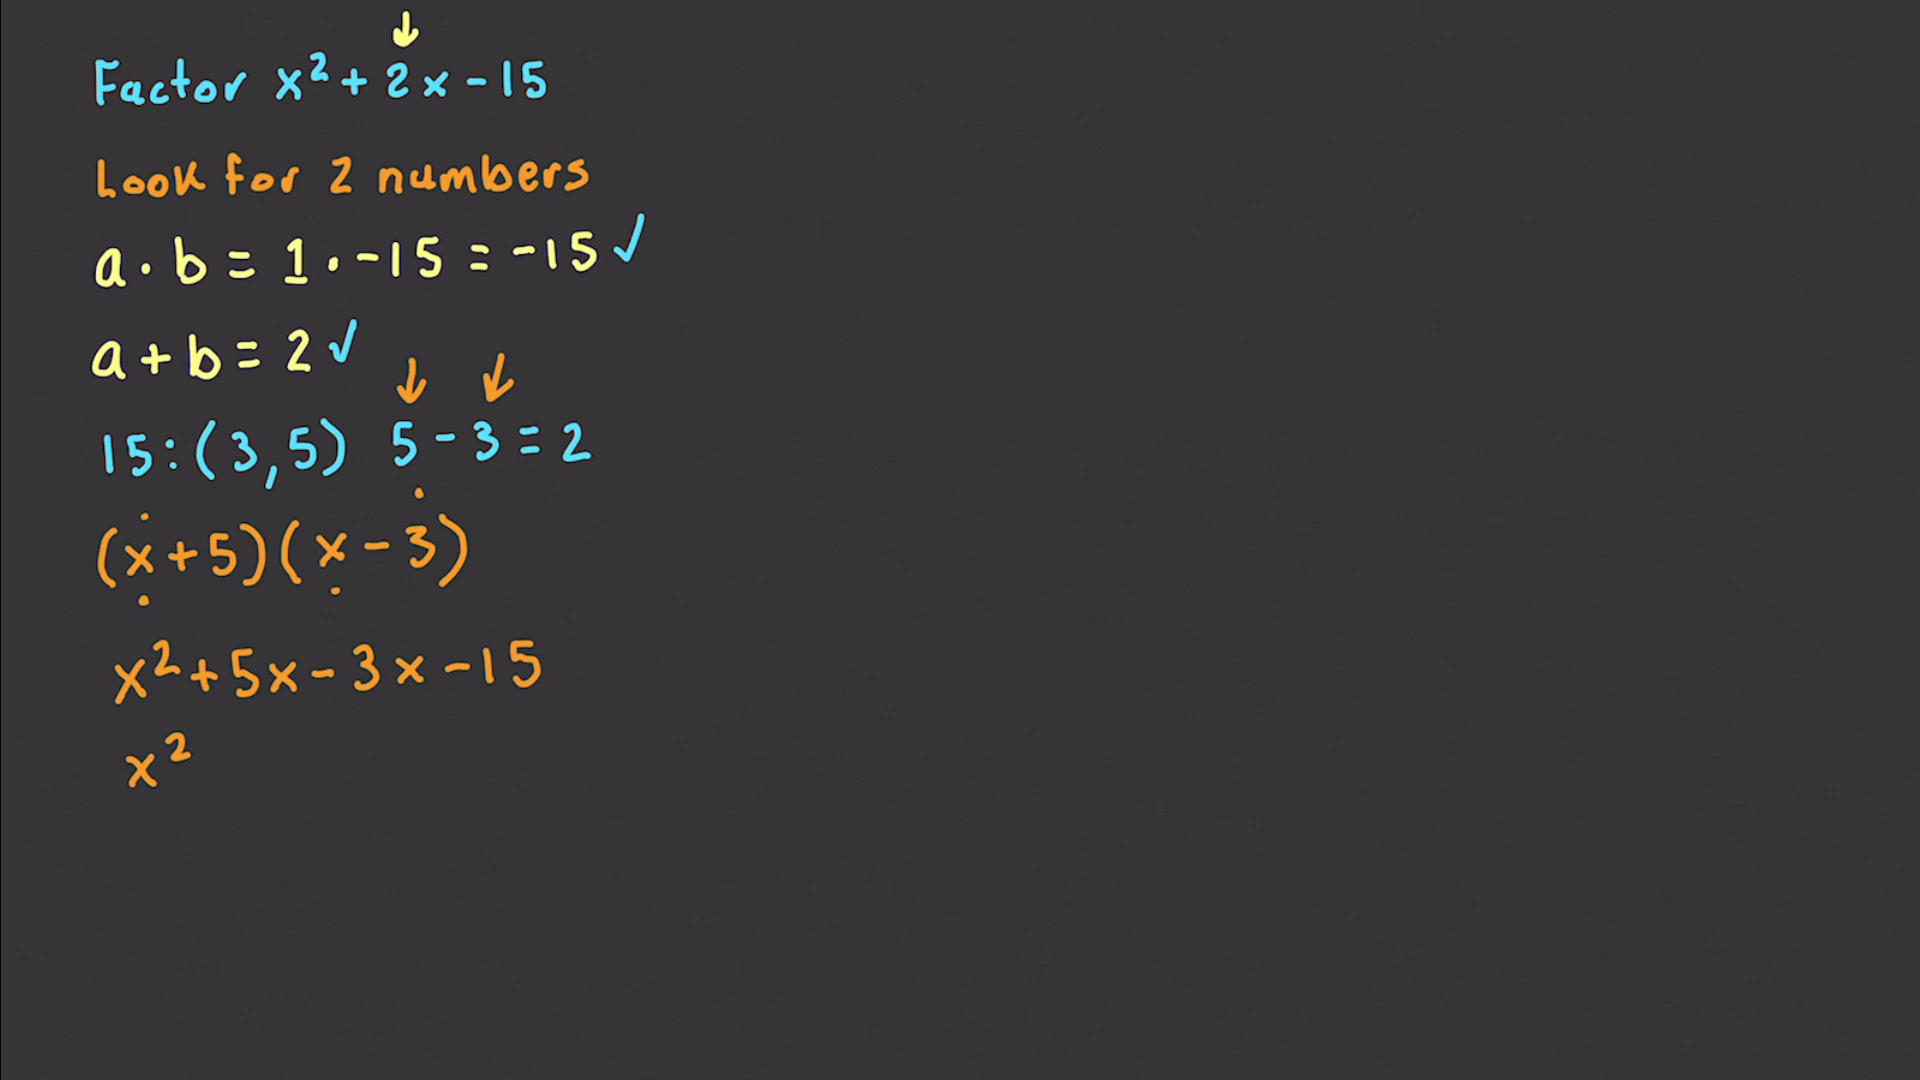 Factor x² + 2x - 15
Look for 2 numbers
a · b = 1 · -15 = -15 ✓
a + b = 2 ✓
15: (3,5) 5 - 3 = 2
(x + 5)(x - 3)
x² + 5x - 3x - 15
x²